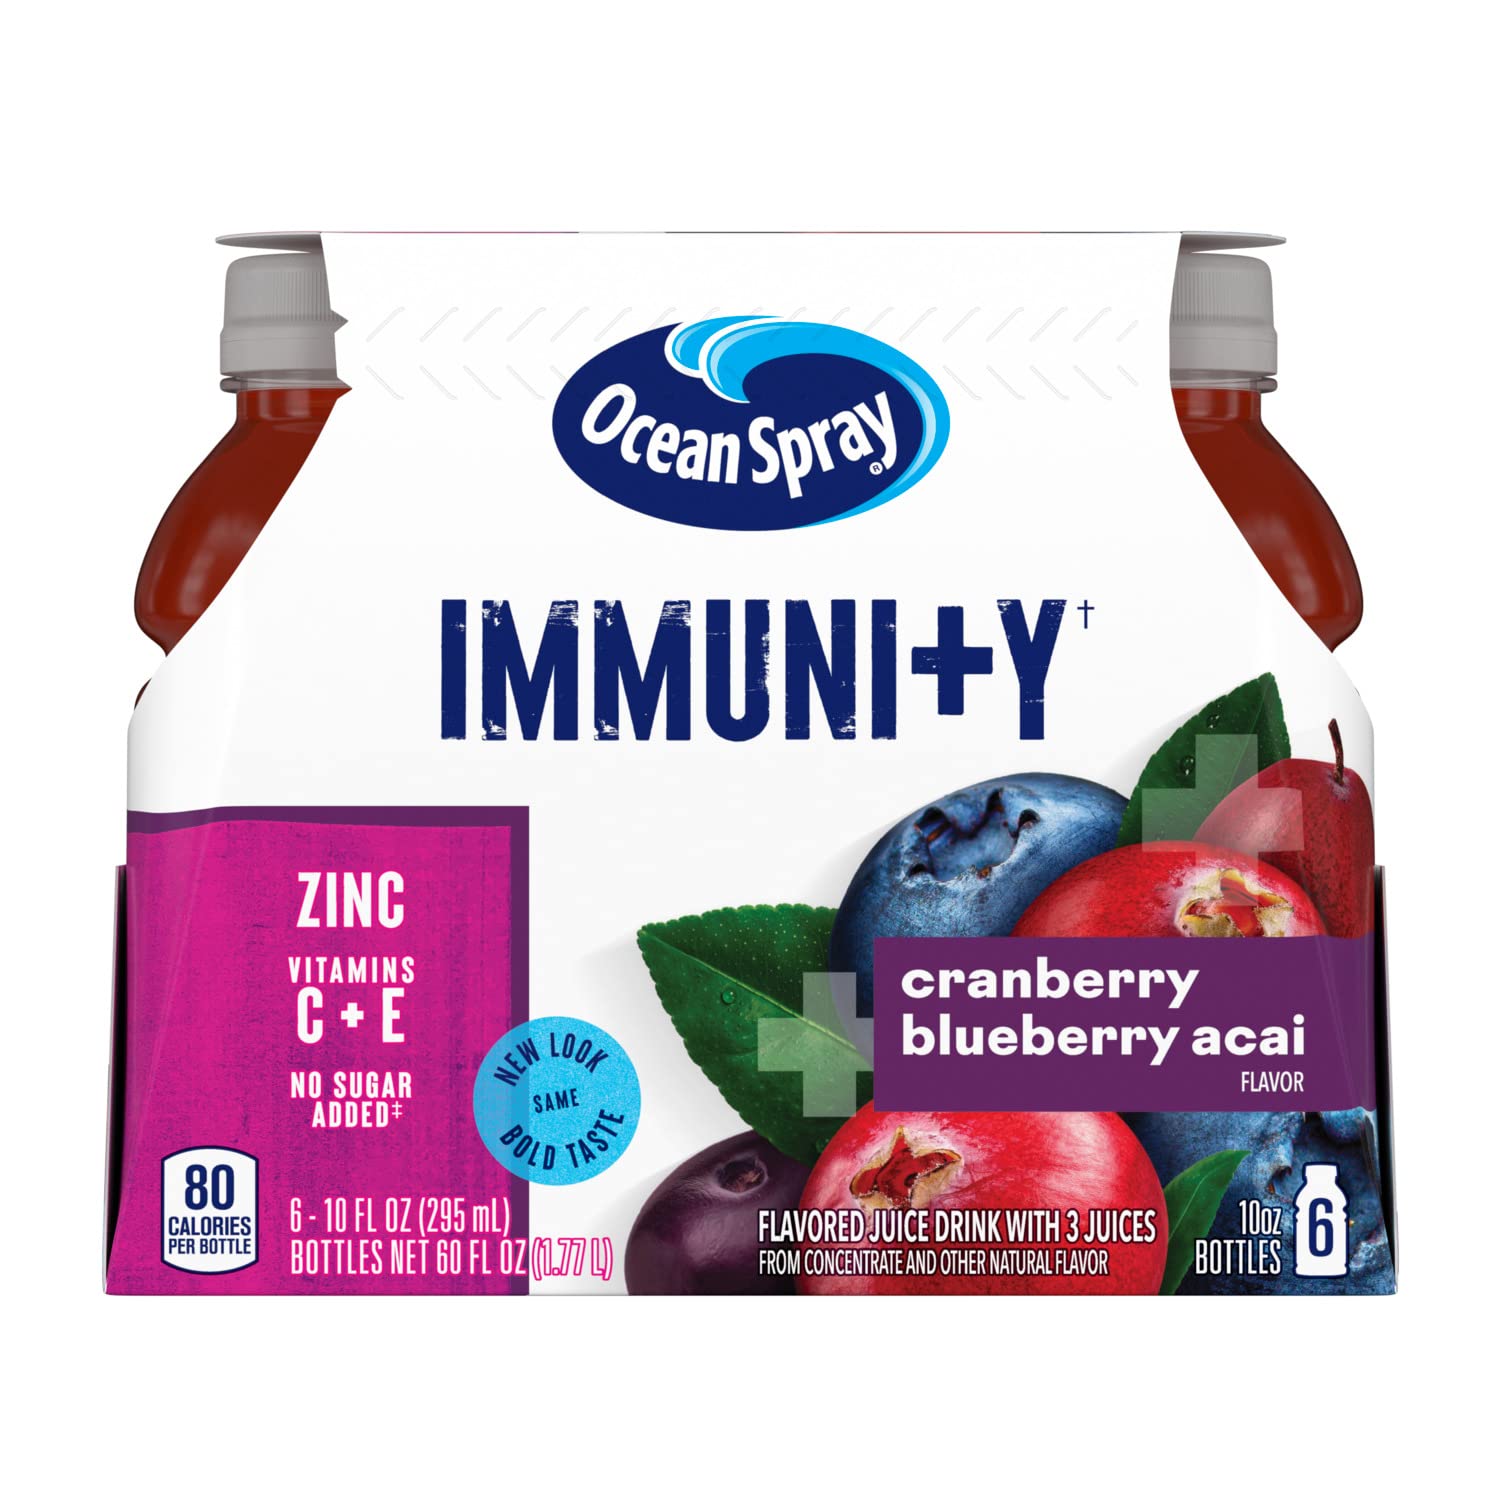 Ocean Spray®
IMMUNI+Y†
ZINC
VITAMINS
C + E
NO SUGAR
ADDED‡
NEW LOOK
SAME
BOLD TASTE
80
CALORIES
PER BOTTLE
6 - 10 FL OZ (295 mL)
BOTTLES NET 60 FL OZ (1.77 L)
cranberry
blueberry acai
FLAVOR
FLAVORED JUICE DRINK WITH 3 JUICES
FROM CONCENTRATE AND OTHER NATURAL FLAVOR
10oz
BOTTLES
6